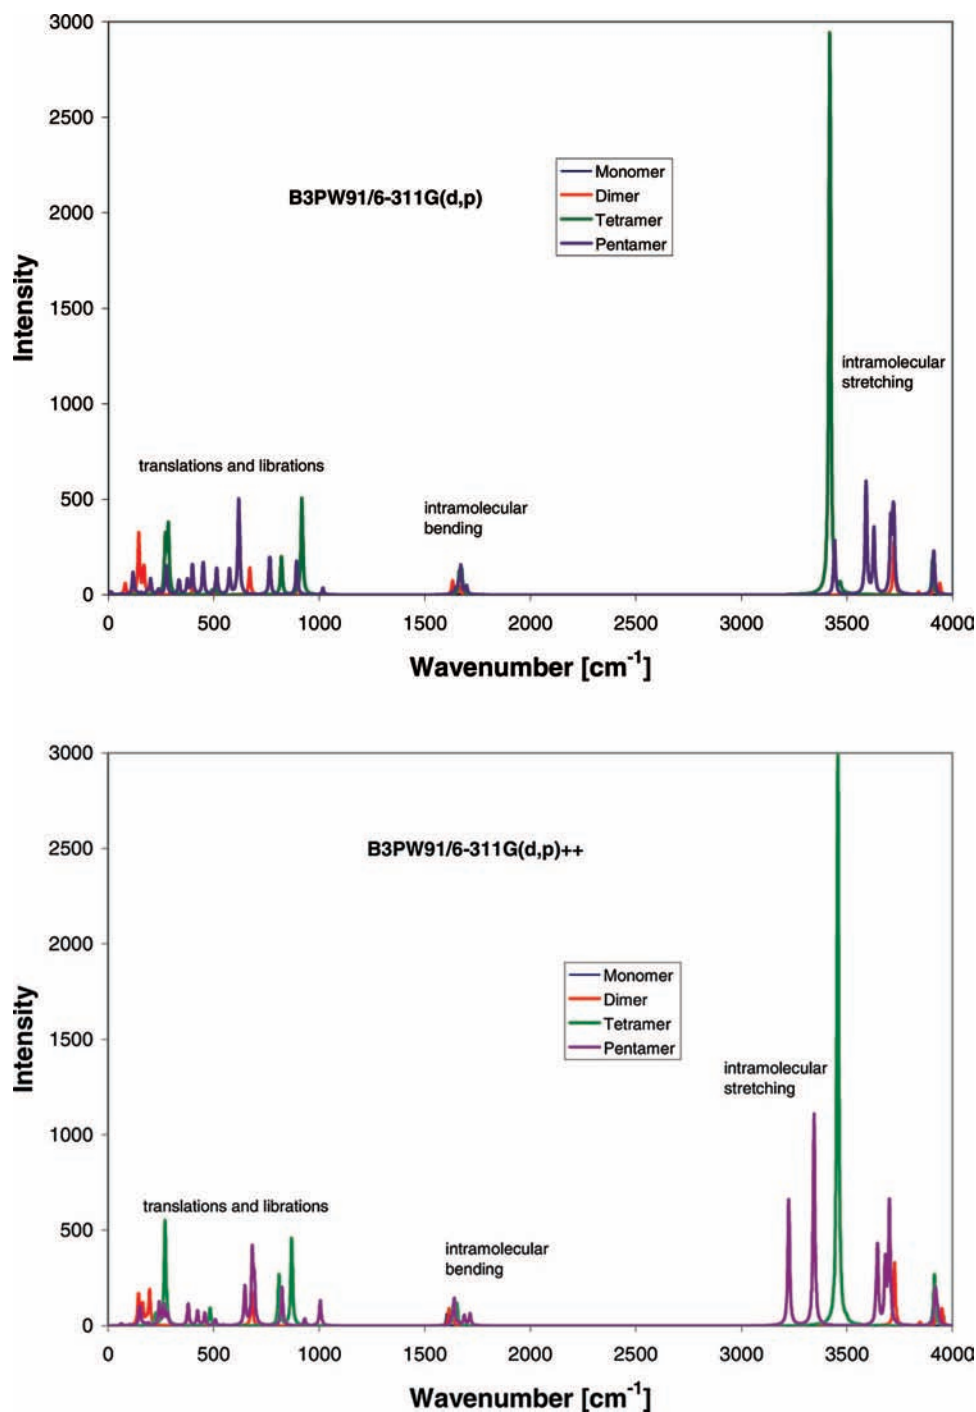 3000
2500
2000
1500
1000
500
0
Intensity
B3PW91/6-311G(d,p)
Monomer
Dimer
Tetramer
Pentamer
intramolecular
stretching
translations and librations
intramolecular
bending
0 500 1000 1500 2000 2500 3000 3500 4000
Wavenumber [cm⁻¹]
3000
2500
2000
1500
1000
500
0
Intensity
B3PW91/6-311G(d,p)++
Monomer
Dimer
Tetramer
Pentamer
intramolecular
stretching
translations and librations
intramolecular
bending
0 500 1000 1500 2000 2500 3000 3500 4000
Wavenumber [cm⁻¹]